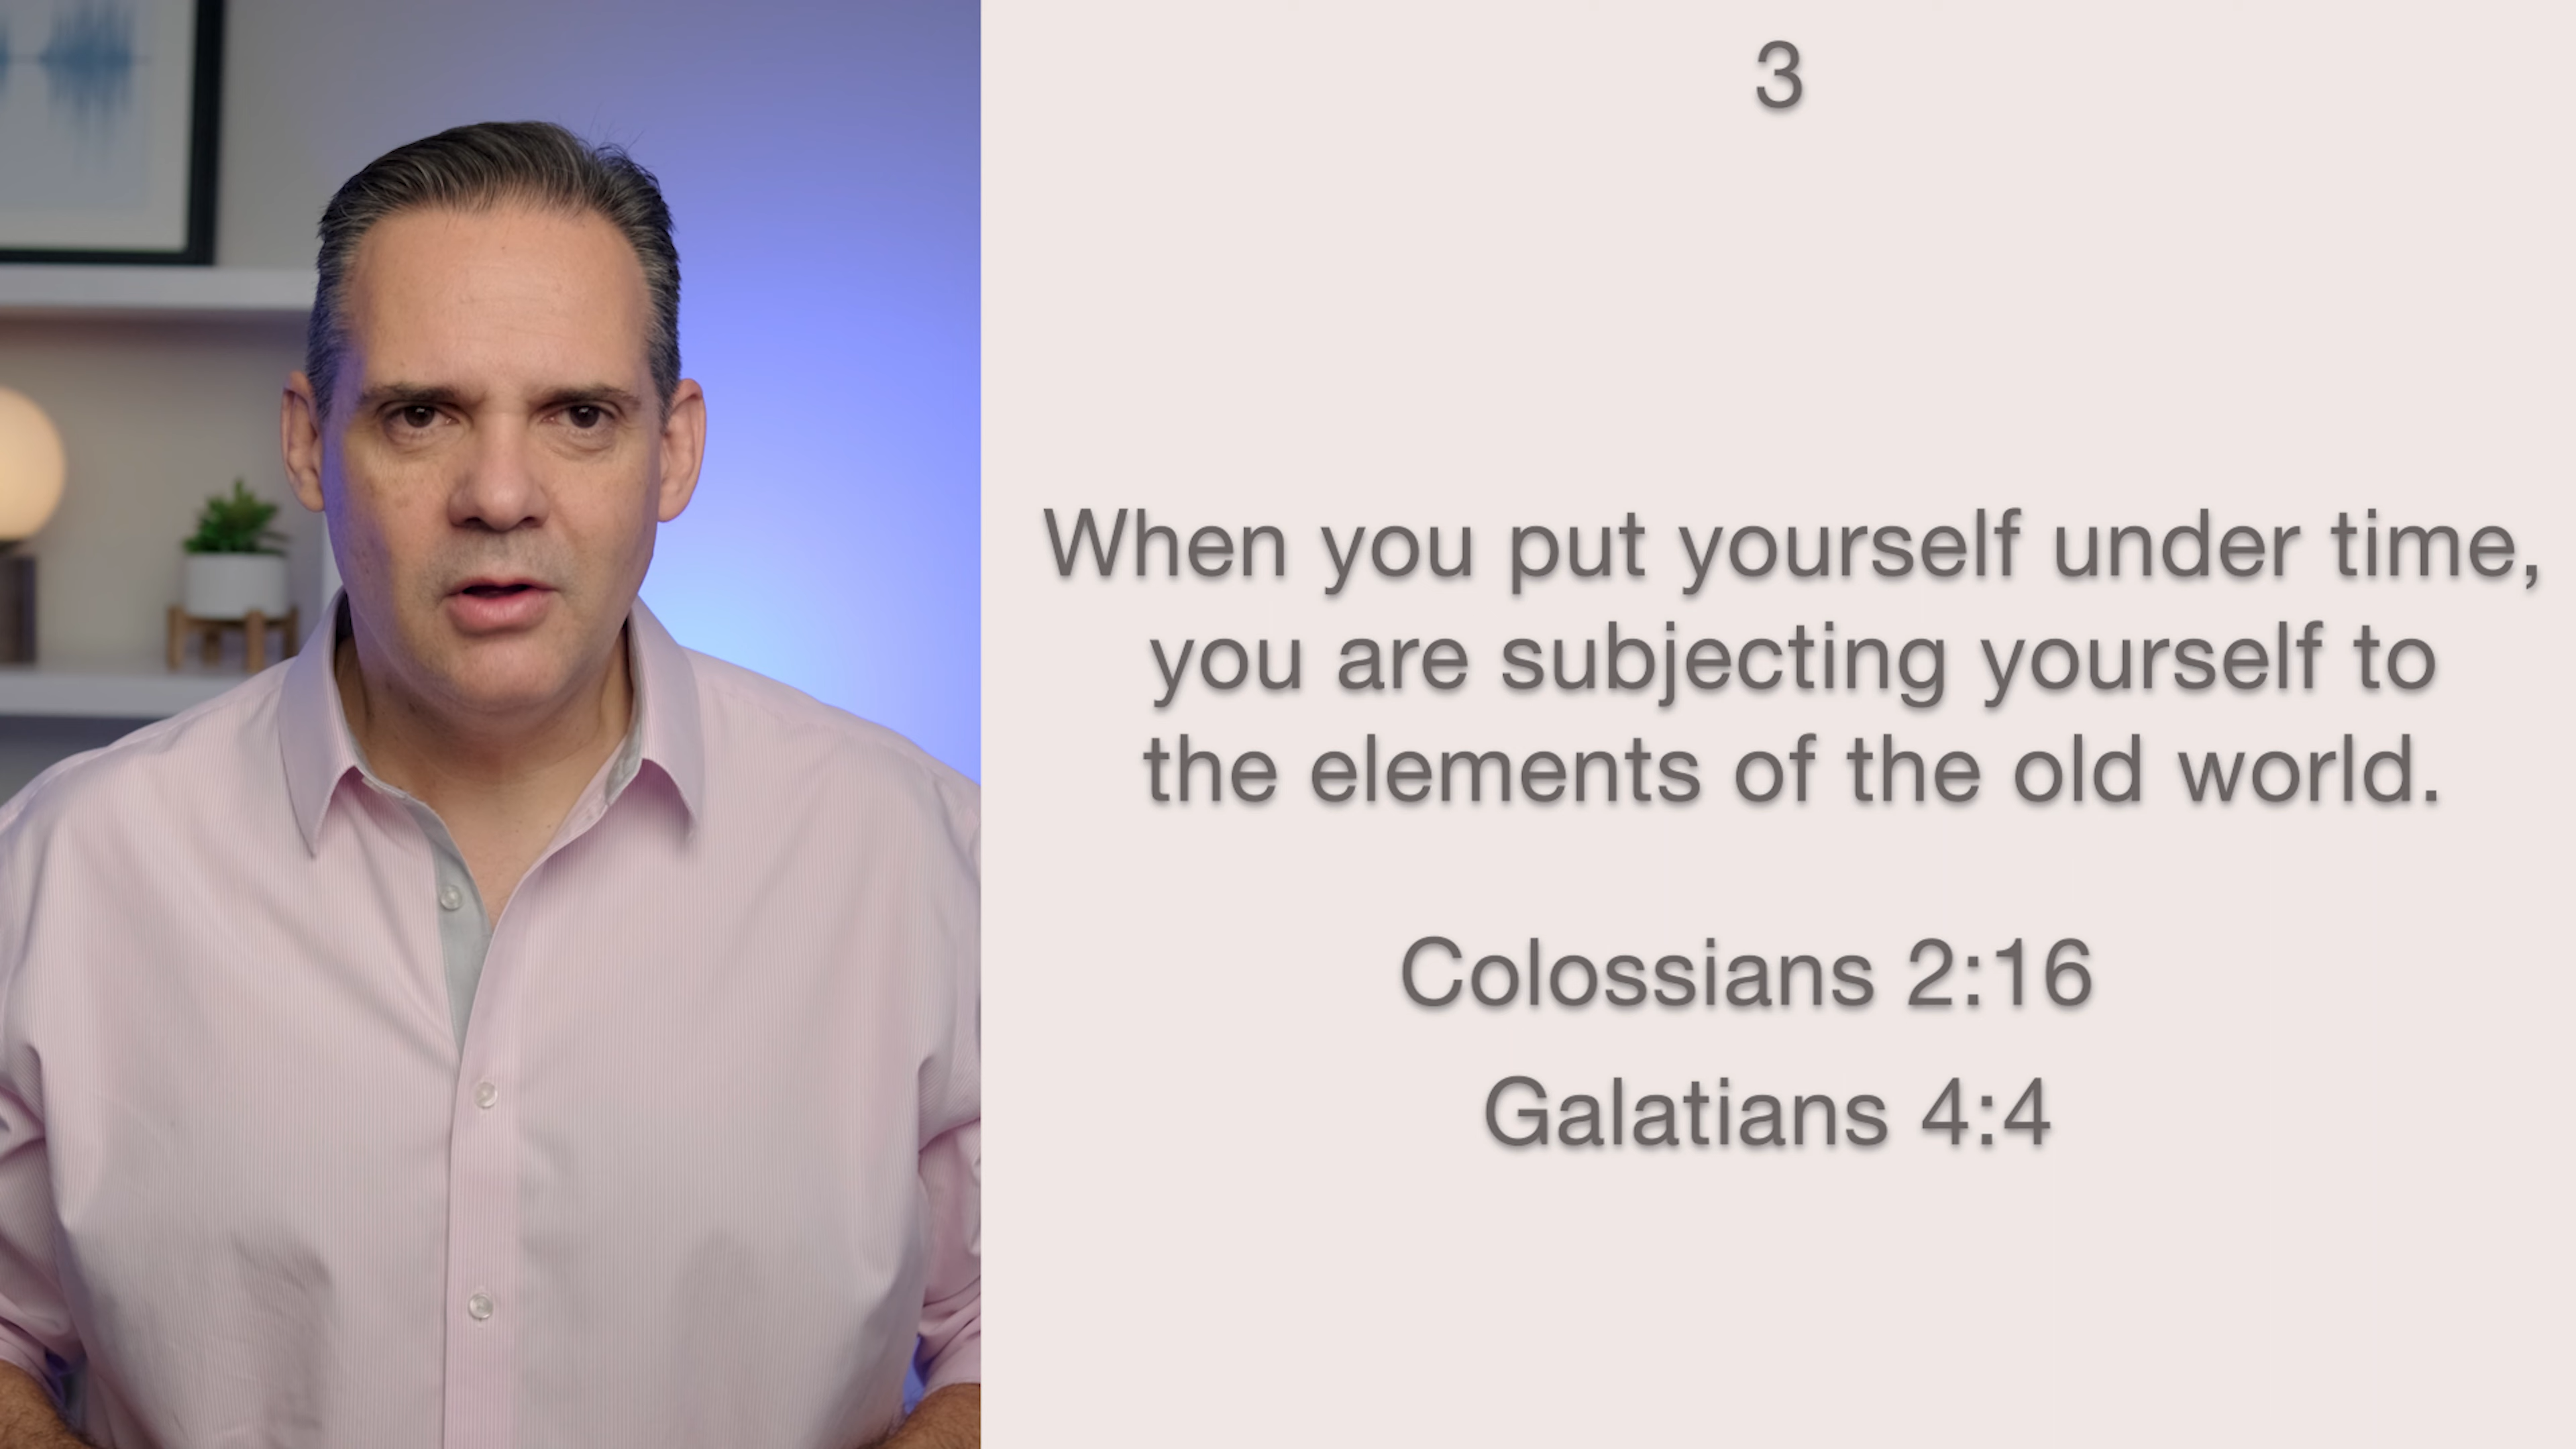 3
When you put yourself under time,
you are subjecting yourself to
the elements of the old world.
Colossians 2:16
Galatians 4:4